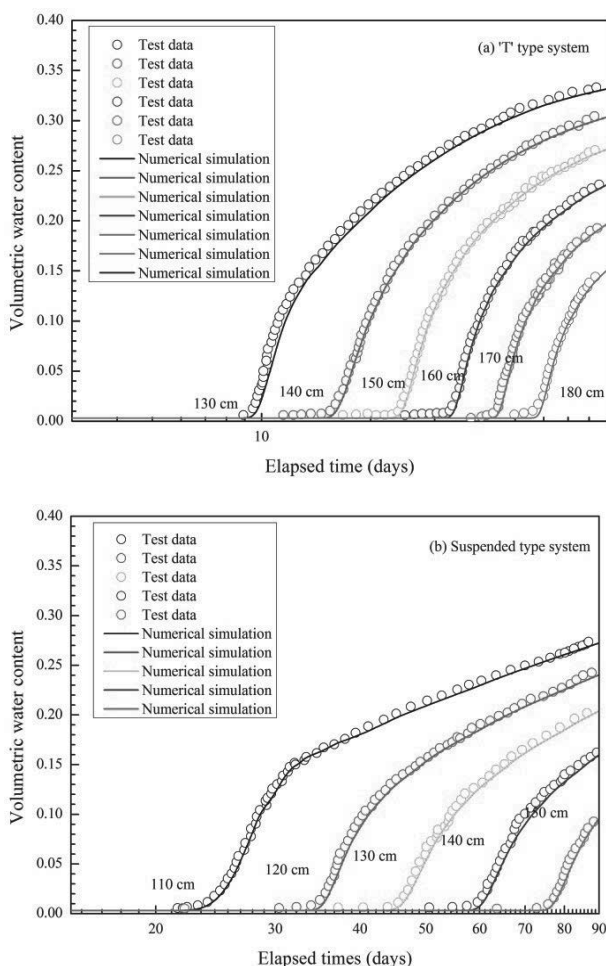 0.40
0.35
0.30
0.25
0.20
0.15
0.10
0.05
0.00
Volumetric water content
Test data
Test data
Test data
Test data
Test data
Test data
Numerical simulation
Numerical simulation
Numerical simulation
Numerical simulation
Numerical simulation
Numerical simulation
Numerical simulation
(a) 'T' type system
130 cm
140 cm
150 cm
160 cm
170 cm
180 cm
10
Elapsed time (days)
0.40
0.35
0.30
0.25
0.20
0.15
0.10
0.05
0.00
Volumetric water content
Test data
Test data
Test data
Test data
Test data
Numerical simulation
Numerical simulation
Numerical simulation
Numerical simulation
Numerical simulation
(b) Suspended type system
110 cm
120 cm
130 cm
140 cm
150 cm
20 30 40 50 60 70 80 90
Elapsed times (days)